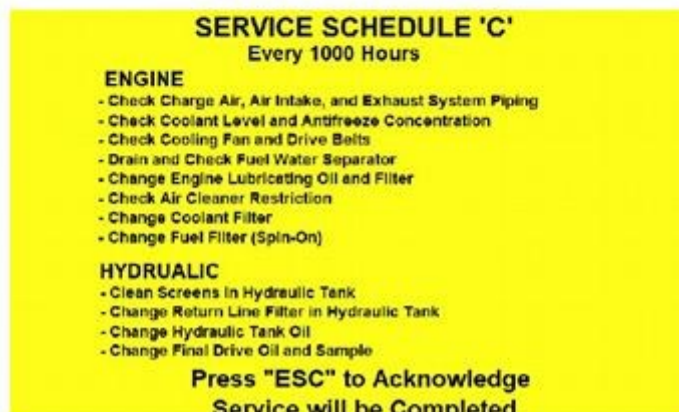 SERVICE SCHEDULE 'C'
Every 1000 Hours
ENGINE
- Check Charge Air, Air Intake, and Exhaust System Piping
- Check Coolant Level and Antifreeze Concentration
- Check Cooling Fan and Drive Belts
- Drain and Check Fuel Water Separator
- Change Engine Lubricating Oil and Filter
- Check Air Cleaner Restriction
- Change Coolant Filter
- Change Fuel Filter (Spin-On)
HYDRUALIC
- Clean Screens in Hydraulic Tank
- Change Return Line Filter in Hydraulic Tank
- Change Hydraulic Tank Oil
- Change Final Drive Oil and Sample
Press "ESC" to Acknowledge
Service will be Completed